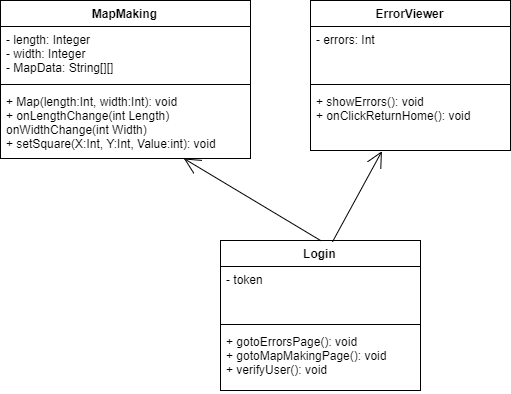 MapMaking
- length: Integer
- width: Integer
- MapData: String[][]
+ Map(length:Int, width:Int): void
+ onLengthChange(int Length)
onWidthChange(int Width)
+ setSquare(X:Int, Y:Int, Value:int): void
ErrorViewer
- errors: Int
+ showErrors(): void
+ onClickReturnHome(): void
Login
- token
+ gotoErrorsPage(): void
+ gotoMapMakingPage(): void
+ verifyUser(): void